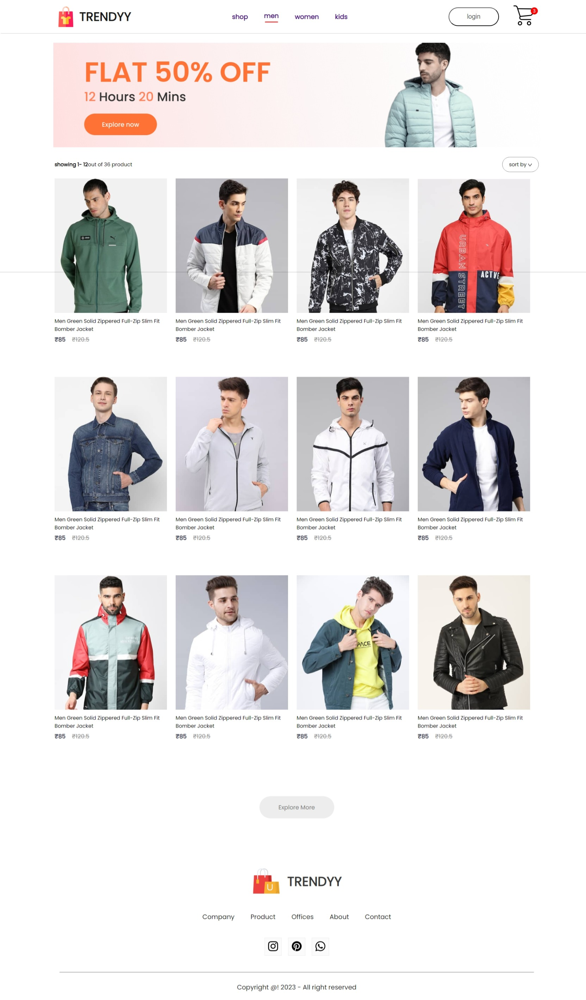 TRENDYY
shop men women kids
login
3
FLAT 50% OFF
12 Hours 20 Mins
Explore now
showing 1- 12out of 36 product
sort by
URBAN STREET
ACTVE
Men Green Solid Zippered Full-Zip Slim Fit
Bomber Jacket
₹85 ₹120.5
Men Green Solid Zippered Full-Zip Slim Fit
Bomber Jacket
₹85 ₹120.5
Men Green Solid Zippered Full-Zip Slim Fit
Bomber Jacket
₹85 ₹120.5
Men Green Solid Zippered Full-Zip Slim Fit
Bomber Jacket
₹85 ₹120.5
Men Green Solid Zippered Full-Zip Slim Fit
Bomber Jacket
₹85 ₹120.5
Men Green Solid Zippered Full-Zip Slim Fit
Bomber Jacket
₹85 ₹120.5
Men Green Solid Zippered Full-Zip Slim Fit
Bomber Jacket
₹85 ₹120.5
Men Green Solid Zippered Full-Zip Slim Fit
Bomber Jacket
₹85 ₹120.5
EXTREME
PACE
Men Green Solid Zippered Full-Zip Slim Fit
Bomber Jacket
₹85 ₹120.5
Men Green Solid Zippered Full-Zip Slim Fit
Bomber Jacket
₹85 ₹120.5
Men Green Solid Zippered Full-Zip Slim Fit
Bomber Jacket
₹85 ₹120.5
Men Green Solid Zippered Full-Zip Slim Fit
Bomber Jacket
₹85 ₹120.5
Explore More
U
TRENDYY
Company Product Offices About Contact
Copyright @! 2023 - All right reserved